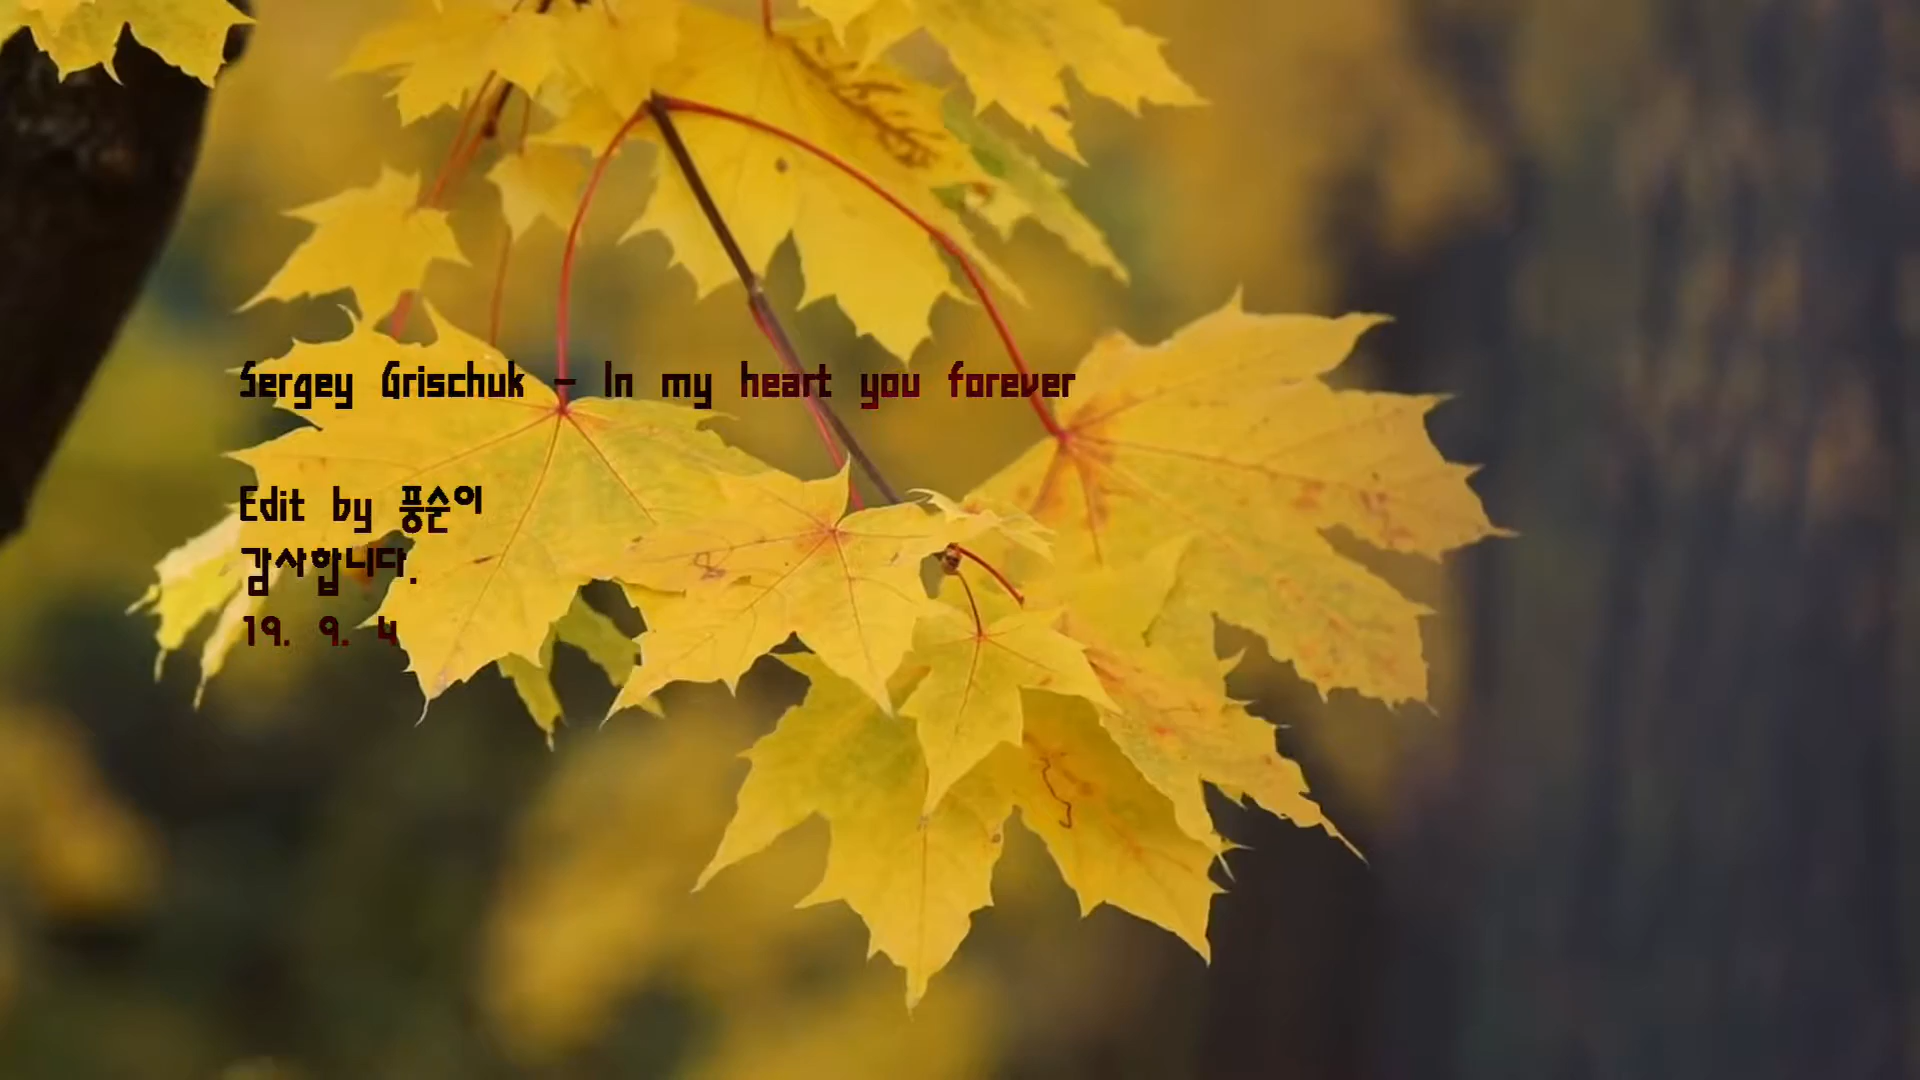 Sergey Grischuk - In my heart you forever
Edit by 풍순이
감사합니다.
19. 9. 4